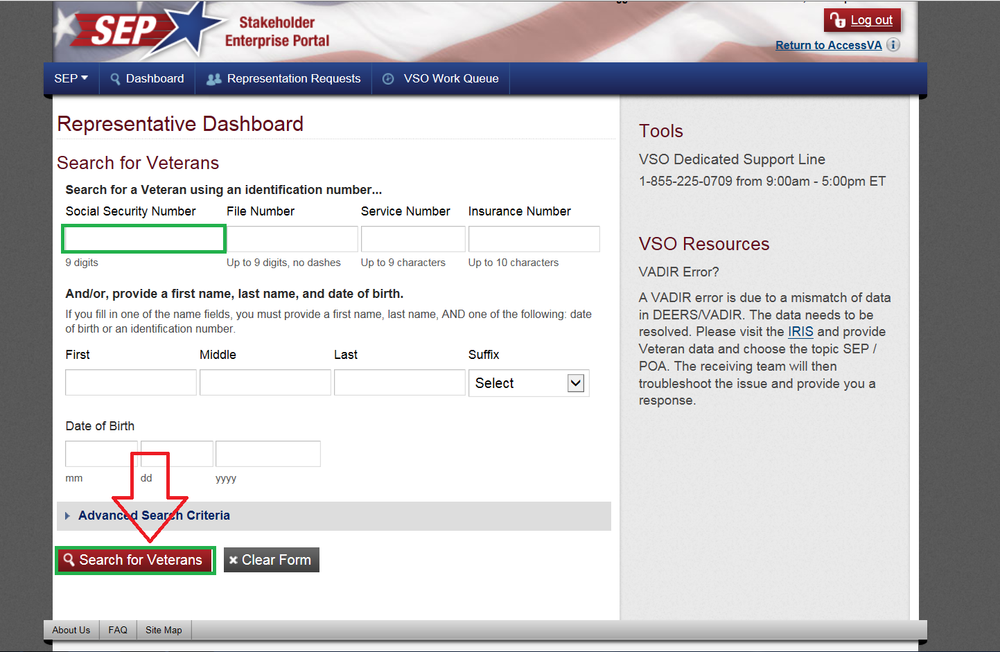 SEP
Stakeholder
Enterprise Portal
Log out
Return to AccessVA
SEP
Dashboard
Representation Requests
VSO Work Queue
Representative Dashboard
Search for Veterans
Search for a Veteran using an identification number...
Social Security Number
File Number
Service Number
Insurance Number
9 digits
Up to 9 digits, no dashes
Up to 9 characters
Up to 10 characters
And/or, provide a first name, last name, and date of birth.
If you fill in one of the name fields, you must provide a first name, last name, AND one of the following: date
of birth or an identification number.
First
Middle
Last
Suffix
Select
Date of Birth
mm
dd
yyyy
Advanced Search Criteria
Search for Veterans
Clear Form
Tools
VSO Dedicated Support Line
1-855-225-0709 from 9:00am - 5:00pm ET
VSO Resources
VADIR Error?
A VADIR error is due to a mismatch of data
in DEERS/VADIR. The data needs to be
resolved. Please visit the IRIS and provide
Veteran data and choose the topic SEP /
POA. The receiving team will then
troubleshoot the issue and provide you a
response.
About Us
FAQ
Site Map